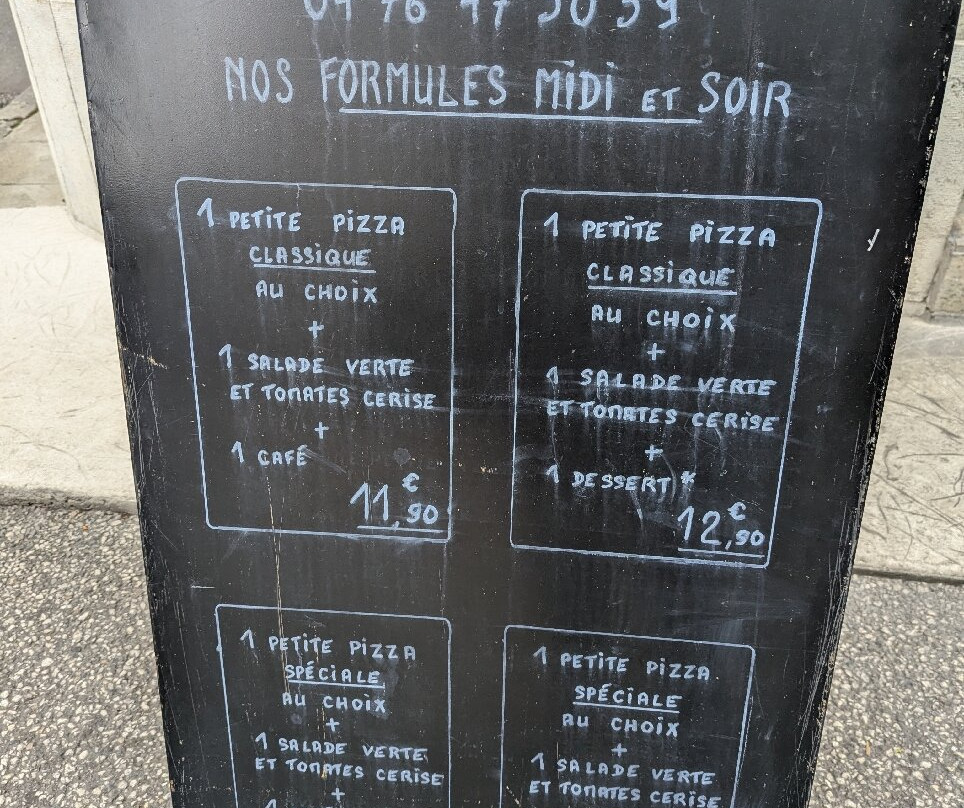 NOS FORMULES MIDI ET SOIR
1 PETITE PIZZA
CLASSIQUE
AU CHOIX
+
1 SALADE VERTE
ET TOMATES CERISE
+
1 CAFÉ
11,90 €
1 PETITE PIZZA
CLASSIQUE
AU CHOIX
+
1 SALADE VERTE
ET TOMATES CERISE
+
1 DESSERT *
12,90 €
1 PETITE PIZZA
SPÉCIALE
AU CHOIX
+
1 SALADE VERTE
ET TOMATES CERISE
+
1
1 PETITE PIZZA
SPÉCIALE
AU CHOIX
+
1 SALADE VERTE
ET TOMATES CERISE